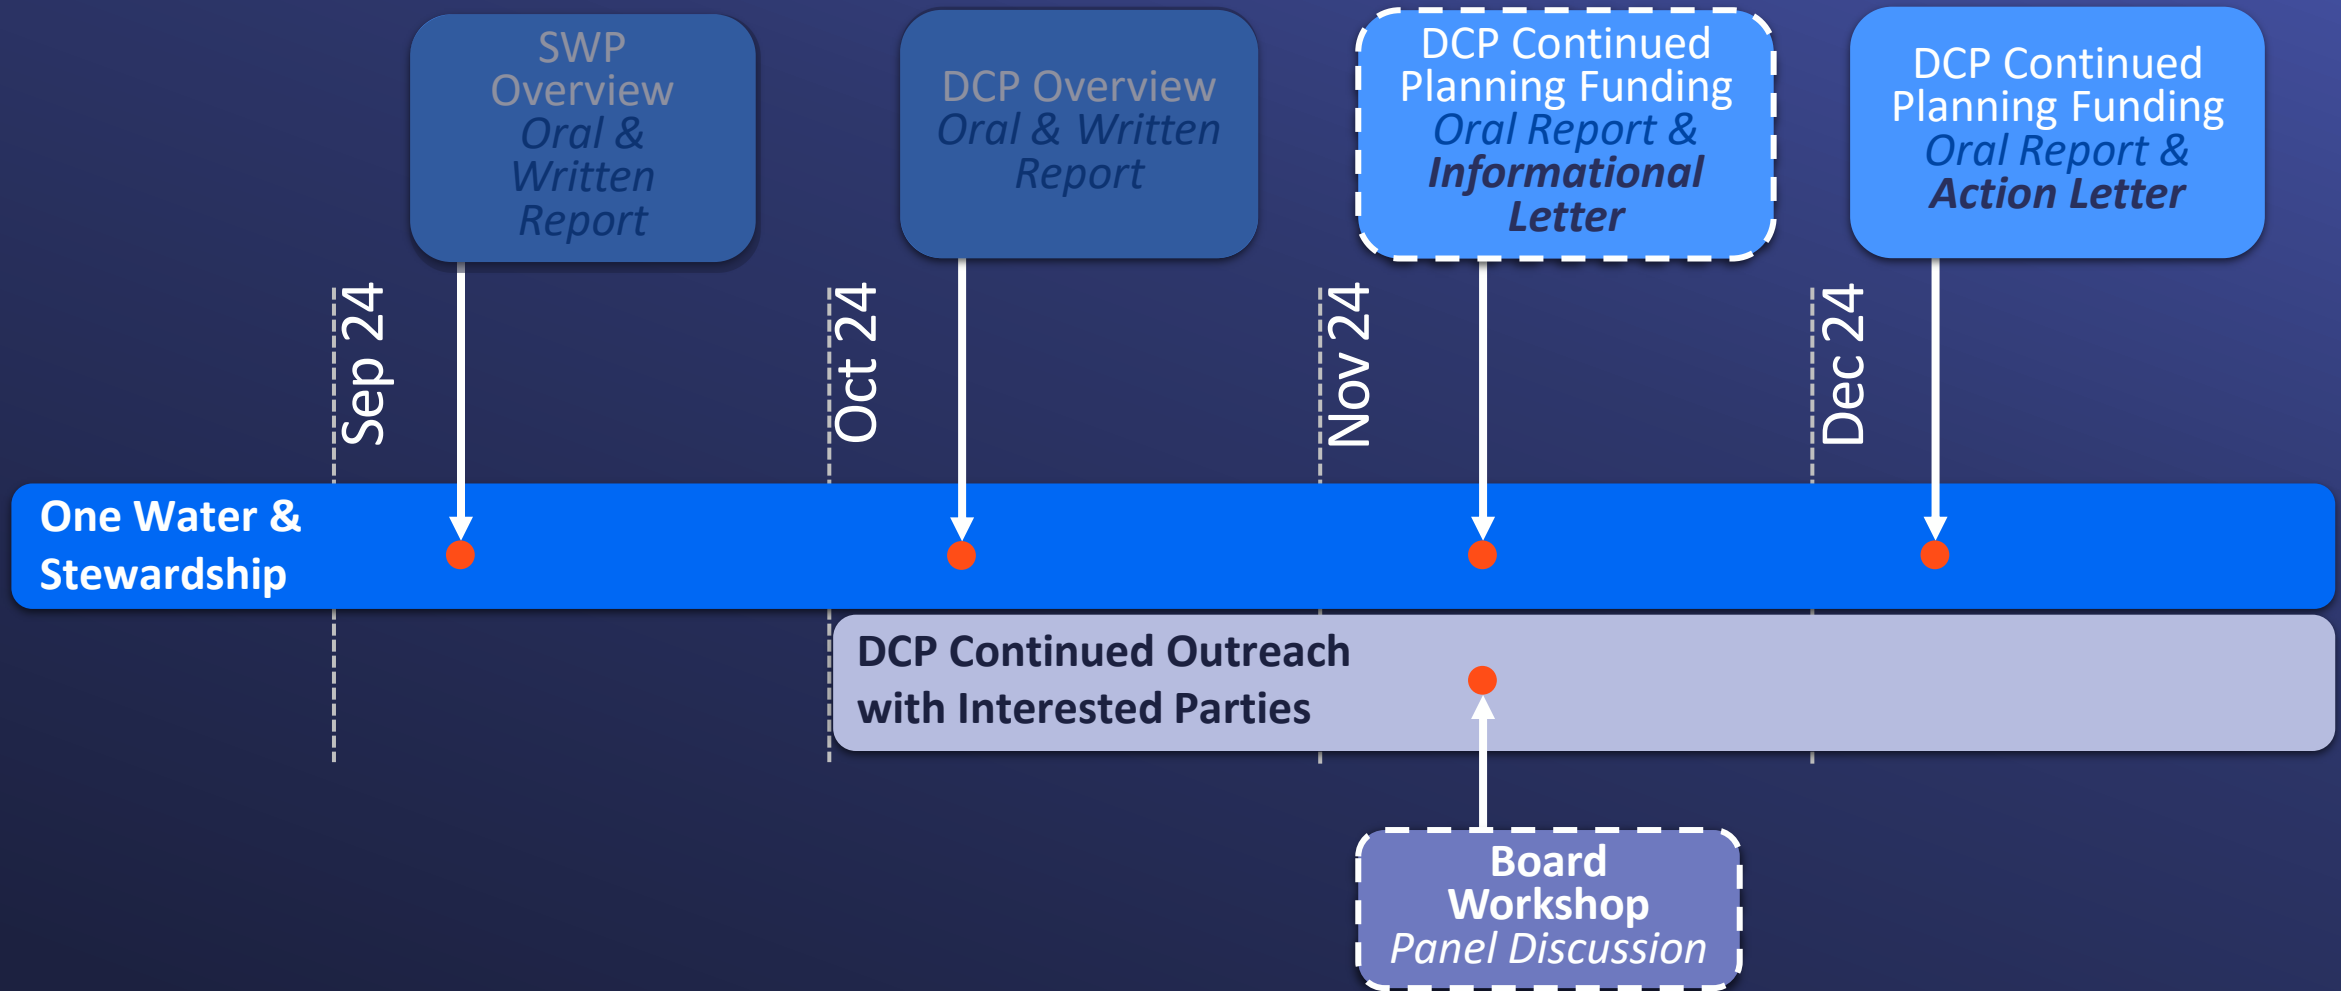 SWP
Overview
Oral &
Written
Report
DCP Overview
Oral & Written
Report
DCP Continued
Planning Funding
Oral Report &
Informational
Letter
DCP Continued
Planning Funding
Oral Report &
Action Letter
Sep 24
Oct 24
Nov 24
Dec 24
One Water &
Stewardship
DCP Continued Outreach
with Interested Parties
Board
Workshop
Panel Discussion